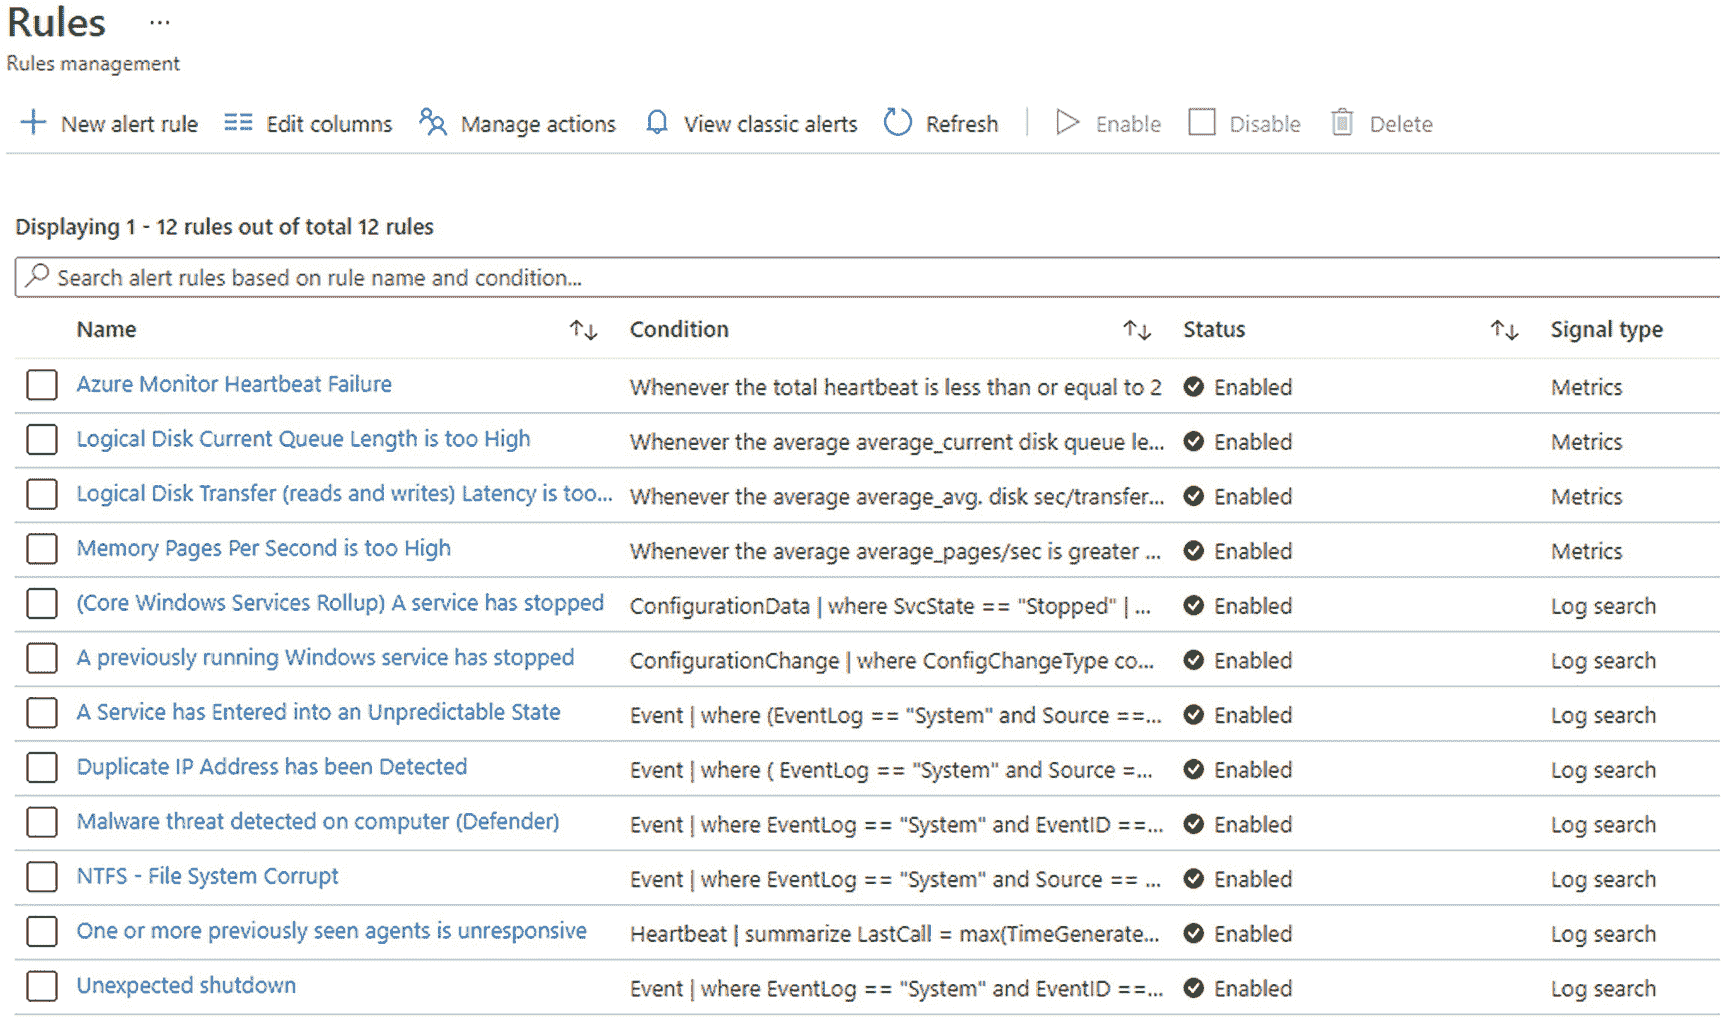 Rules ...
Rules management
New alert rule Edit columns Manage actions View classic alerts Refresh Enable Disable Delete
Displaying 1 - 12 rules out of total 12 rules
Search alert rules based on rule name and condition...
Name Condition Status Signal type
Azure Monitor Heartbeat Failure Whenever the total heartbeat is less than or equal to 2 Enabled Metrics
Logical Disk Current Queue Length is too High Whenever the average average_current disk queue le... Enabled Metrics
Logical Disk Transfer (reads and writes) Latency is too... Whenever the average average_avg. disk sec/transfer... Enabled Metrics
Memory Pages Per Second is too High Whenever the average average_pages/sec is greater ... Enabled Metrics
(Core Windows Services Rollup) A service has stopped ConfigurationData | where SvcState == "Stopped" | ... Enabled Log search
A previously running Windows service has stopped ConfigurationChange | where ConfigChangeType co... Enabled Log search
A Service has Entered into an Unpredictable State Event | where (EventLog == "System" and Source ==... Enabled Log search
Duplicate IP Address has been Detected Event | where ( EventLog == "System" and Source =... Enabled Log search
Malware threat detected on computer (Defender) Event | where EventLog == "System" and EventID ==... Enabled Log search
NTFS - File System Corrupt Event | where EventLog == "System" and Source == ... Enabled Log search
One or more previously seen agents is unresponsive Heartbeat | summarize LastCall = max(TimeGenerate... Enabled Log search
Unexpected shutdown Event | where EventLog == "System" and EventID ==... Enabled Log search